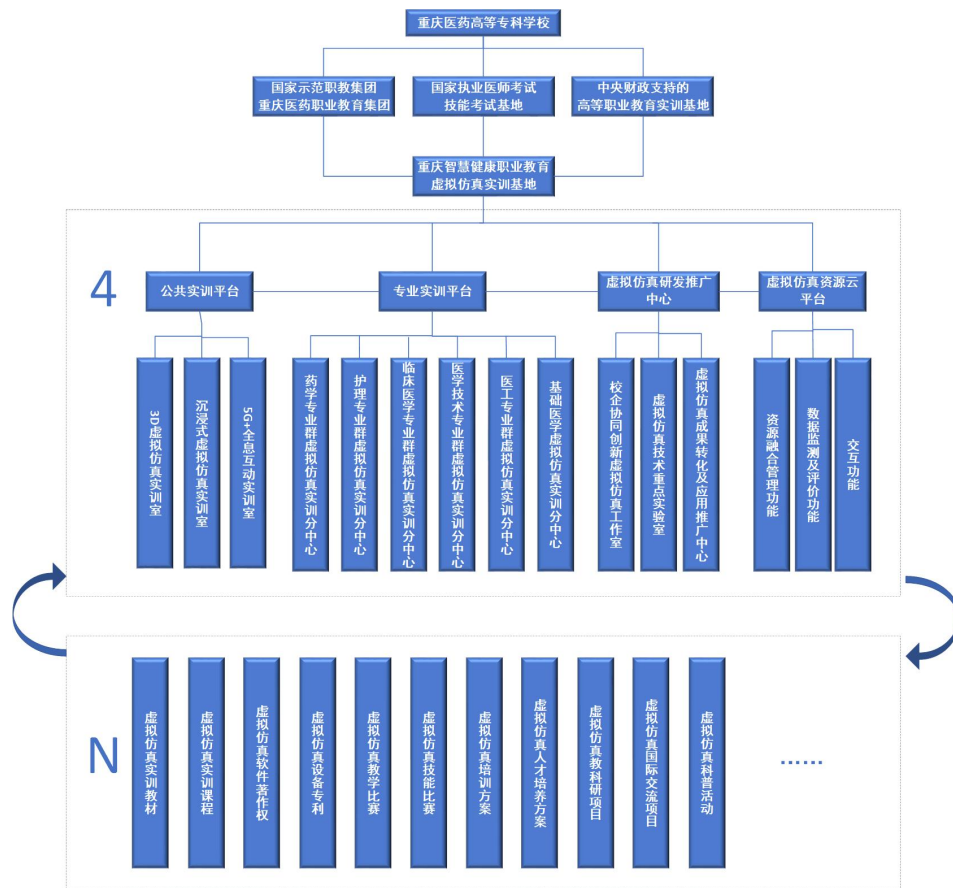 重庆医药高等专科学校
国家示范职教集团
重庆医药职业教育集团
国家执业医师考试
技能考试基地
中央财政支持的
高等职业教育实训基地
重庆智慧健康职业教育
虚拟仿真实训基地
4
公共实训平台
专业实训平台
虚拟仿真研发推广
中心
虚拟仿真资源云
平台
3D虚拟仿真实训室
沉浸式虚拟仿真实训室
5G+全息互动实训室
药学专业群虚拟仿真实训分中心
护理专业群虚拟仿真实训分中心
临床医学专业群虚拟仿真实训分中心
医学技术专业群虚拟仿真实训分中心
医工专业群虚拟仿真实训分中心
基础医学虚拟仿真实训分中心
校企协同创新虚拟仿真工作室
虚拟仿真技术重点实验室
虚拟仿真成果转化及应用推广中心
资源融合管理功能
数据监测及评价功能
交互功能
N
虚拟仿真实训教材
虚拟仿真实训课程
虚拟仿真软件著作权
虚拟仿真设备专利
虚拟仿真教学比赛
虚拟仿真技能比赛
虚拟仿真培训方案
虚拟仿真人才培养方案
虚拟仿真教科研项目
虚拟仿真国际交流项目
虚拟仿真科普活动
……